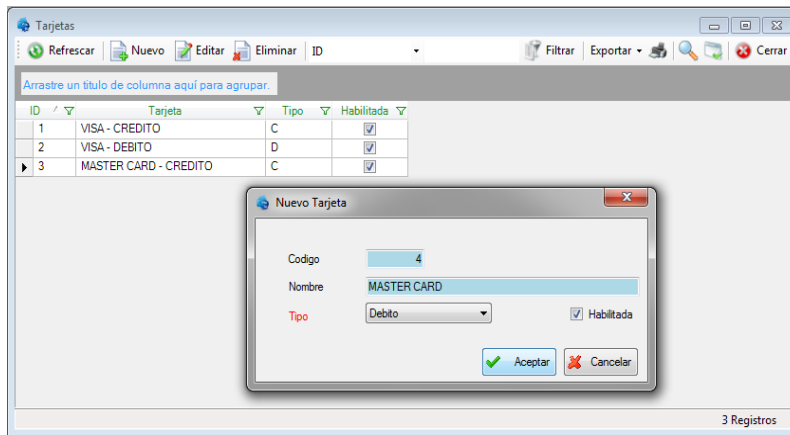 Tarjetas
Refrescar Nuevo Editar Eliminar ID Filtrar Exportar Cerrar
Arrastre un titulo de columna aquí para agrupar.
ID Tarjeta Tipo Habilitada
1 VISA - CREDITO C
2 VISA - DEBITO D
3 MASTER CARD - CREDITO C
Nuevo Tarjeta
Codigo 4
Nombre MASTER CARD
Tipo Debito Habilitada
Aceptar Cancelar
3 Registros